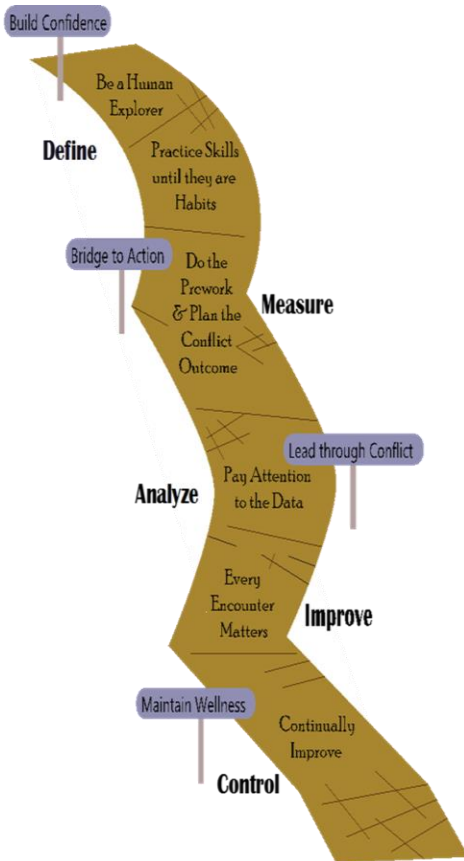 Build Confidence
Be a Human
Explorer
Define
Practice Skills
until they are
Habits
Bridge to Action
Do the
Prework
& Plan the
Conflict
Outcome
Measure
Lead through Conflict
Pay Attention
to the Data
Analyze
Every
Encounter
Matters
Improve
Maintain Wellness
Continually
Improve
Control